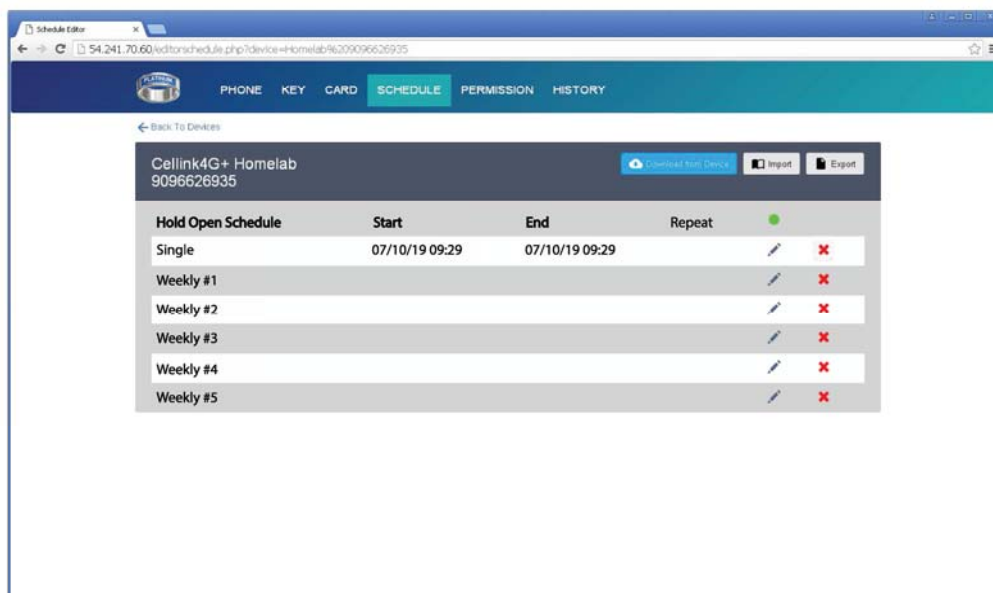 Schedule Editor
54.241.70.60/editorschedule.php?device=Homelab%209096626935
PLATINUM
PHONE KEY CARD SCHEDULE PERMISSION HISTORY
Back To Devices
Cellink4G+ Homelab
9096626935
Download from Device Import Export
Hold Open Schedule Start End Repeat
Single 07/10/19 09:29 07/10/19 09:29
Weekly #1
Weekly #2
Weekly #3
Weekly #4
Weekly #5